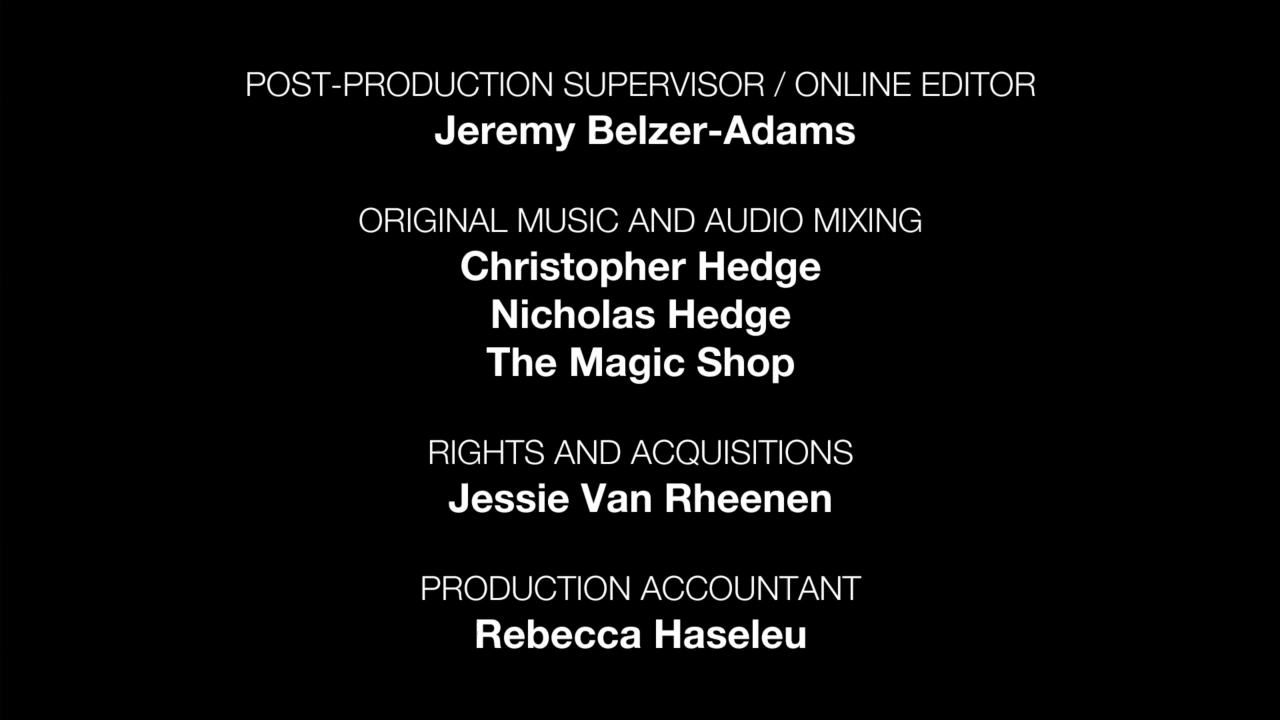 POST-PRODUCTION SUPERVISOR / ONLINE EDITOR
Jeremy Belzer-Adams
ORIGINAL MUSIC AND AUDIO MIXING
Christopher Hedge
Nicholas Hedge
The Magic Shop
RIGHTS AND ACQUISITIONS
Jessie Van Rheenen
PRODUCTION ACCOUNTANT
Rebecca Haseleu